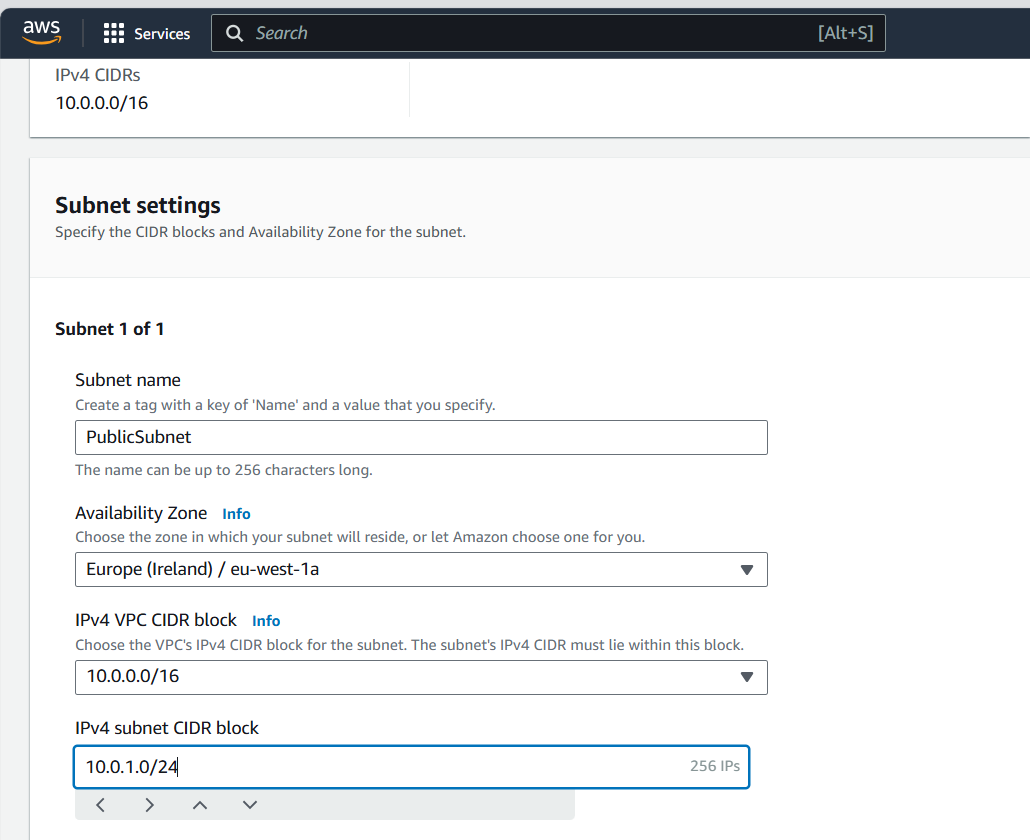 aws
Services
Search [Alt+S]
IPv4 CIDRs
10.0.0.0/16
Subnet settings
Specify the CIDR blocks and Availability Zone for the subnet.
Subnet 1 of 1
Subnet name
Create a tag with a key of 'Name' and a value that you specify.
PublicSubnet
The name can be up to 256 characters long.
Availability Zone Info
Choose the zone in which your subnet will reside, or let Amazon choose one for you.
Europe (Ireland) / eu-west-1a
IPv4 VPC CIDR block Info
Choose the VPC's IPv4 CIDR block for the subnet. The subnet's IPv4 CIDR must lie within this block.
10.0.0.0/16
IPv4 subnet CIDR block
10.0.1.0/24 256 IPs